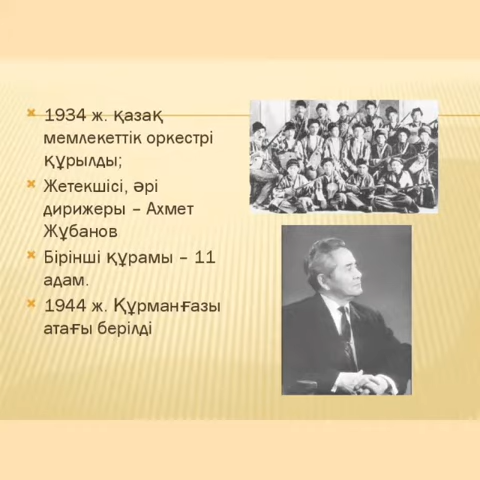 1934 ж. қазақ
мемлекеттік оркестрі
құрылды;
Жетекшісі, әрі
дирижеры – Ахмет
Жұбанов
Бірінші құрамы – 11
адам.
1944 ж. Құрманғазы
атағы берілді